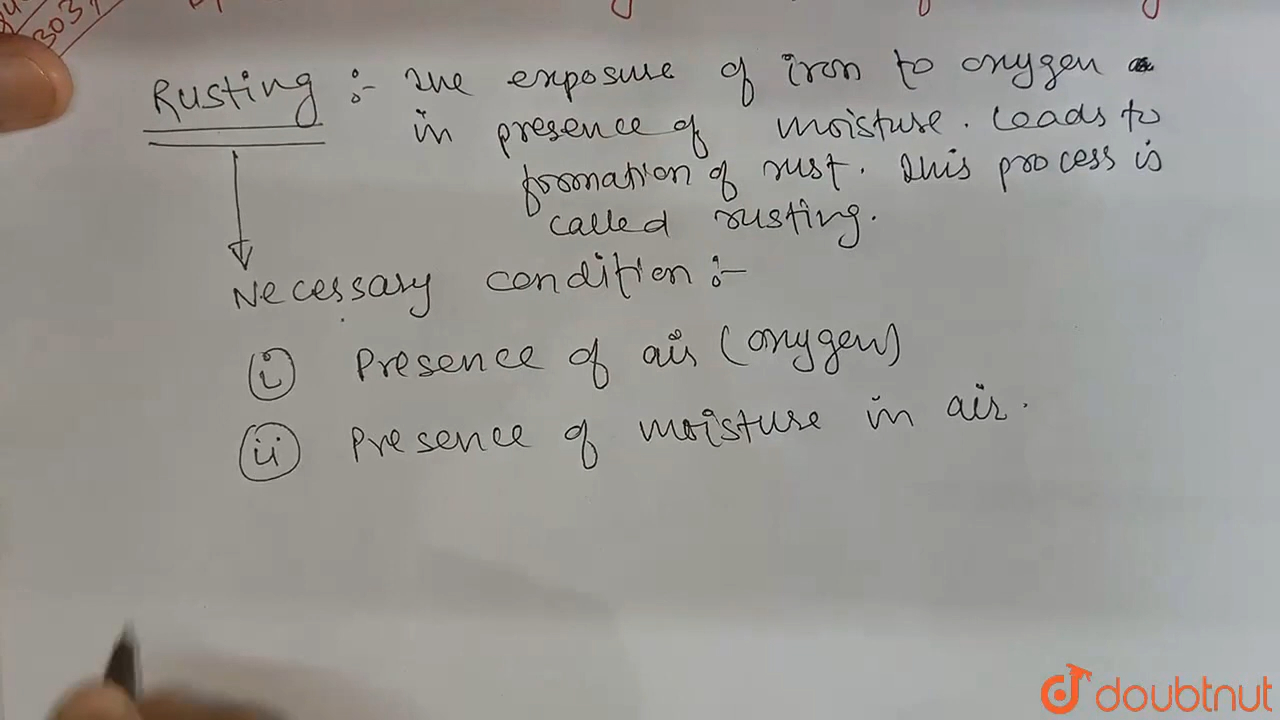 3037
Rusting :- The exposure of iron to oxygen
in presence of moisture. Leads to
formation of rust. This process is
called rusting.
Necessary condition :-
(i) Presence of air (oxygen)
(ii) Presence of moisture in air.
doubtnut